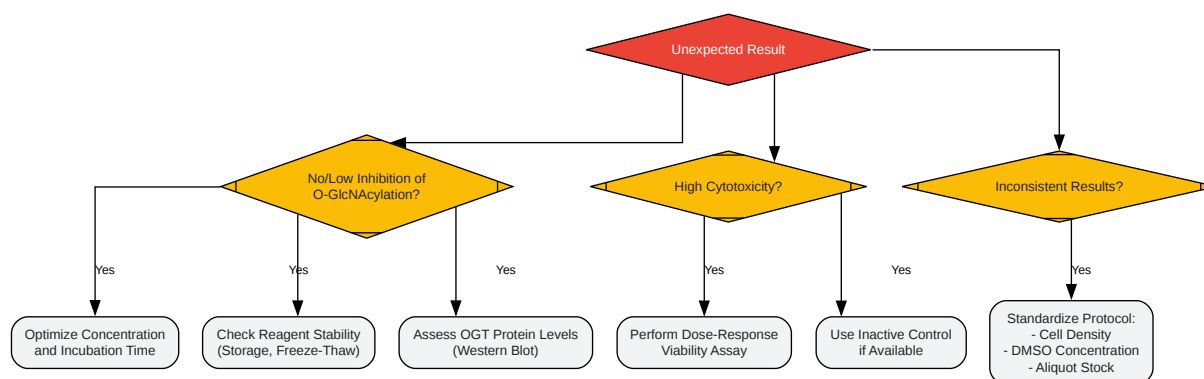 Unexpected Result
No/Low Inhibition of
O-GlcNAcylation?
High Cytotoxicity?
Inconsistent Results?
Yes
Yes
Yes
Yes
Yes
Yes
Optimize Concentration
and Incubation Time
Check Reagent Stability
(Storage, Freeze-Thaw)
Assess OGT Protein Levels
(Western Blot)
Perform Dose-Response
Viability Assay
Use Inactive Control
if Available
Standardize Protocol:
- Cell Density
- DMSO Concentration
- Aliquot Stock